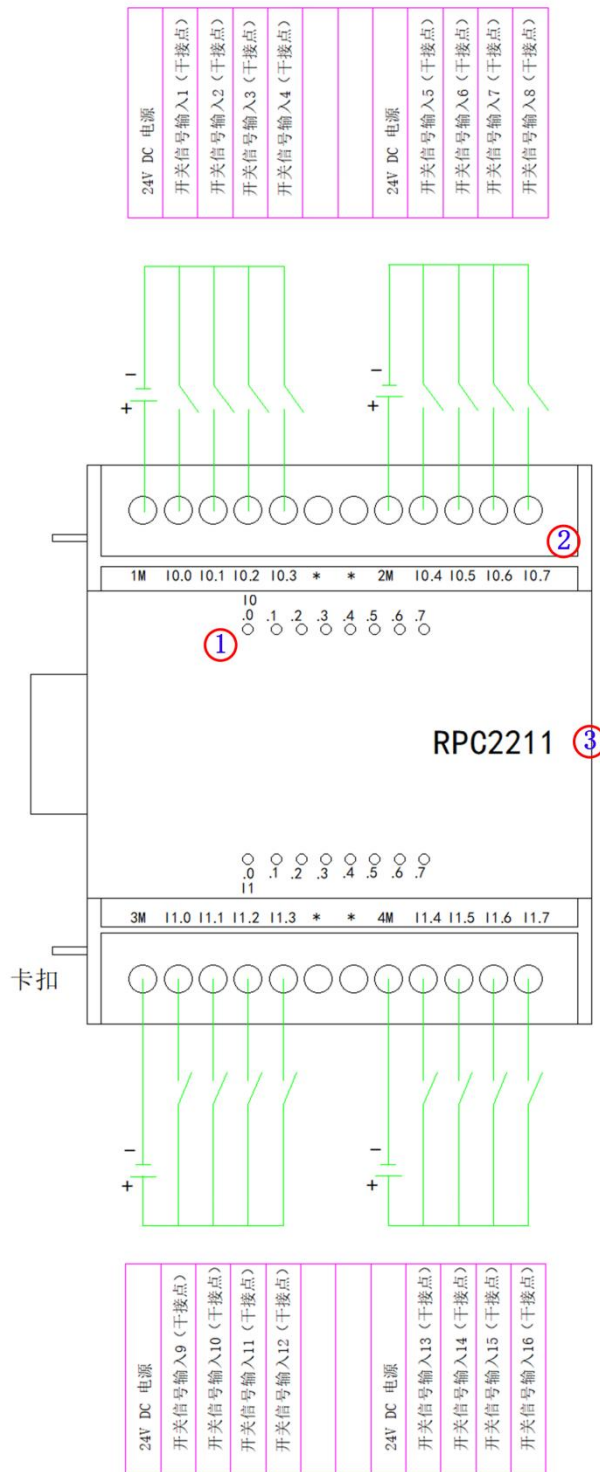 24V DC 电源
开关信号输入1（干接点）
开关信号输入2（干接点）
开关信号输入3（干接点）
开关信号输入4（干接点）
24V DC 电源
开关信号输入5（干接点）
开关信号输入6（干接点）
开关信号输入7（干接点）
开关信号输入8（干接点）
− −
+ +
②
1M I0.0 I0.1 I0.2 I0.3 * * 2M I0.4 I0.5 I0.6 I0.7
I0
.0 .1 .2 .3 .4 .5 .6 .7
①
RPC2211 ③
.0 .1 .2 .3 .4 .5 .6 .7
I1
3M I1.0 I1.1 I1.2 I1.3 * * 4M I1.4 I1.5 I1.6 I1.7
卡扣
− −
+ +
24V DC 电源
开关信号输入9（干接点）
开关信号输入10（干接点）
开关信号输入11（干接点）
开关信号输入12（干接点）
24V DC 电源
开关信号输入13（干接点）
开关信号输入14（干接点）
开关信号输入15（干接点）
开关信号输入16（干接点）